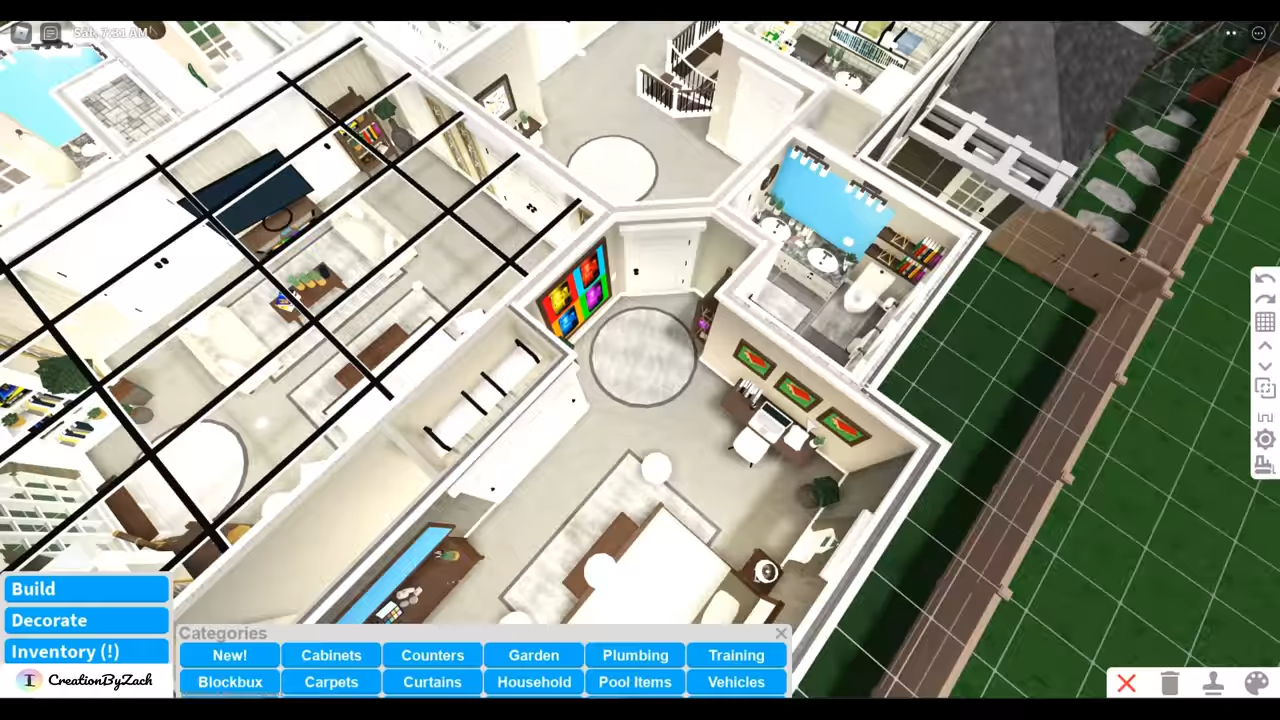 Sat. 7:31 AM
Build
Decorate
Inventory (!)
CreationByZach
Categories
New! Cabinets Counters Garden Plumbing Training
Blockbux Carpets Curtains Household Pool Items Vehicles